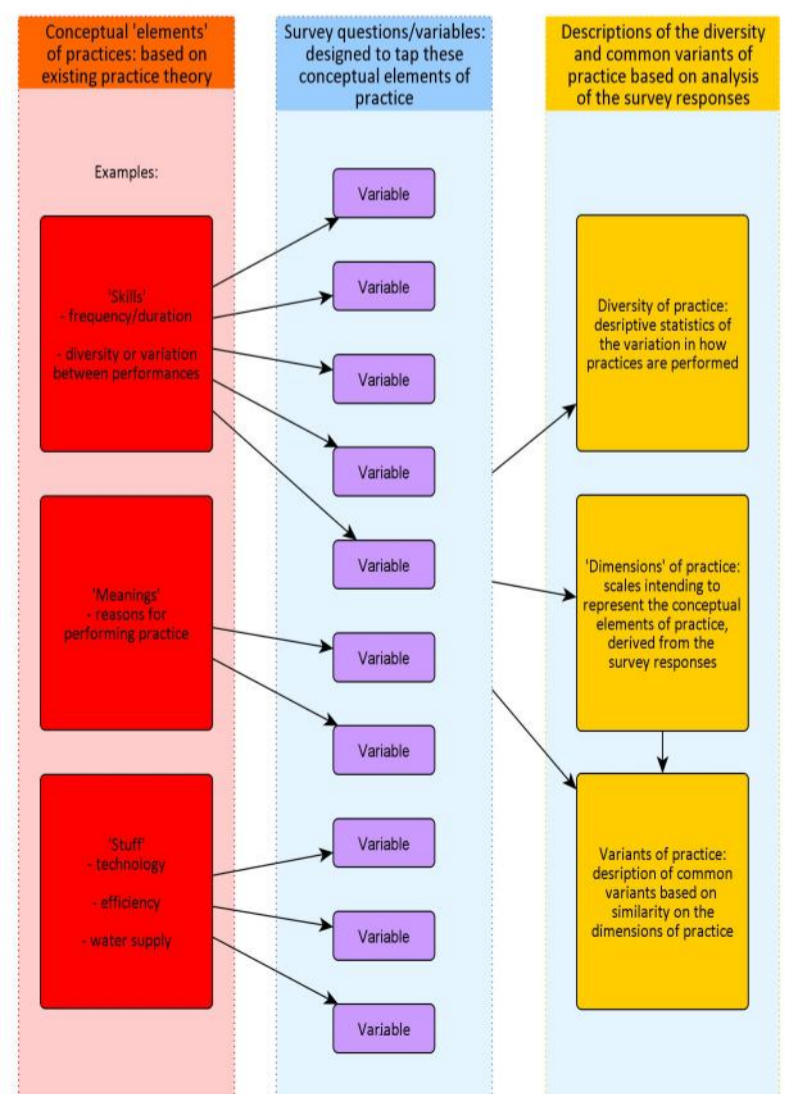 Conceptual 'elements'
of practices: based on
existing practice theory
Examples:
'Skills'
- frequency/duration
- diversity or variation
between performances
'Meanings'
- reasons for
performing practice
'Stuff'
- technology
- efficiency
- water supply
Survey questions/variables:
designed to tap these
conceptual elements of
practice
Variable
Variable
Variable
Variable
Variable
Variable
Variable
Variable
Variable
Variable
Descriptions of the diversity
and common variants of
practice based on analysis
of the survey responses
Diversity of practice:
desriptive statistics of
the variation in how
practices are performed
'Dimensions' of practice:
scales intending to
represent the conceptual
elements of practice,
derived from the
survey responses
Variants of practice:
desription of common
variants based on
similarity on the
dimensions of practice